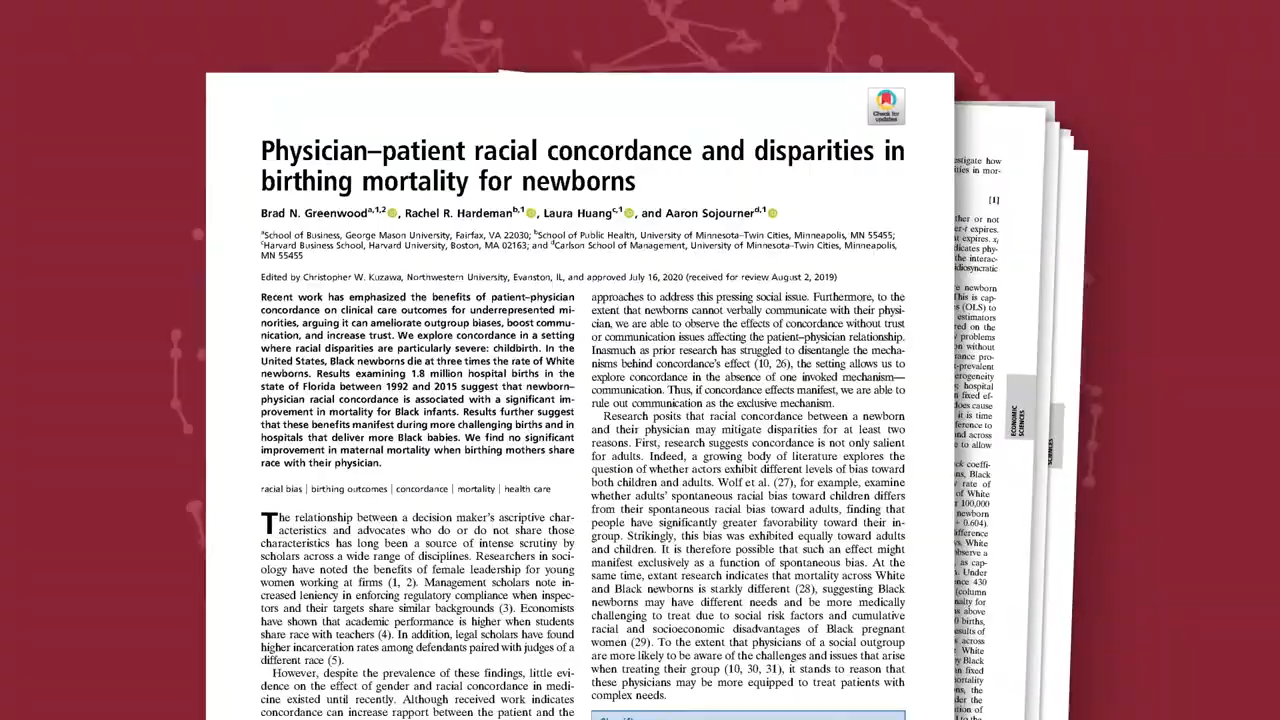 Check for
updates
Physician–patient racial concordance and disparities in
birthing mortality for newborns
Brad N. Greenwooda,1,2, Rachel R. Hardemanb,1, Laura Huangc,1, and Aaron Sojournerd,1
aSchool of Business, George Mason University, Fairfax, VA 22030; bSchool of Public Health, University of Minnesota–Twin Cities, Minneapolis, MN 55455;
cHarvard Business School, Harvard University, Boston, MA 02163; and dCarlson School of Management, University of Minnesota–Twin Cities, Minneapolis,
MN 55455
Edited by Christopher W. Kuzawa, Northwestern University, Evanston, IL, and approved July 16, 2020 (received for review August 2, 2019)
Recent work has emphasized the benefits of patient–physician
concordance on clinical care outcomes for underrepresented mi-
norities, arguing it can ameliorate outgroup biases, boost commu-
nication, and increase trust. We explore concordance in a setting
where racial disparities are particularly severe: childbirth. In the
United States, Black newborns die at three times the rate of White
newborns. Results examining 1.8 million hospital births in the
state of Florida between 1992 and 2015 suggest that newborn–
physician racial concordance is associated with a significant im-
provement in mortality for Black infants. Results further suggest
that these benefits manifest during more challenging births and in
hospitals that deliver more Black babies. We find no significant
improvement in maternal mortality when birthing mothers share
race with their physician.
racial bias | birthing outcomes | concordance | mortality | health care
The relationship between a decision maker's ascriptive char-
acteristics and advocates who do or do not share those
characteristics has long been a source of intense scrutiny by
scholars across a wide range of disciplines. Researchers in soci-
ology have noted the benefits of female leadership for young
women working at firms (1, 2). Management scholars note in-
creased leniency in enforcing regulatory compliance when inspec-
tors and their targets share similar backgrounds (3). Economists
have shown that academic performance is higher when students
share race with teachers (4). In addition, legal scholars have found
higher incarceration rates among defendants paired with judges of a
different race (5).
However, despite the prevalence of these findings, little evi-
dence on the effect of gender and racial concordance in medi-
cine existed until recently. Although received work indicates
concordance can increase rapport between the patient and the
approaches to address this pressing social issue. Furthermore, to the
extent that newborns cannot verbally communicate with their physi-
cian, we are able to observe the effects of concordance without trust
or communication issues affecting the patient–physician relationship.
Inasmuch as prior research has struggled to disentangle the mecha-
nisms behind concordance's effect (10, 26), the setting allows us to
explore concordance in the absence of one invoked mechanism—
communication. Thus, if concordance effects manifest, we are able to
rule out communication as the exclusive mechanism.
Research posits that racial concordance between a newborn
and their physician may mitigate disparities for at least two
reasons. First, research suggests concordance is not only salient
for adults. Indeed, a growing body of literature explores the
question of whether actors exhibit different levels of bias toward
both children and adults. Wolf et al. (27), for example, examine
whether adults' spontaneous racial bias toward children differs
from their spontaneous racial bias toward adults, finding that
people have significantly greater favorability toward their in-
group. Strikingly, this bias was exhibited equally toward adults
and children. It is therefore possible that such an effect might
manifest exclusively as a function of spontaneous bias. At the
same time, extant research indicates that mortality across White
and Black newborns is starkly different (28), suggesting Black
newborns may have different needs and be more medically
challenging to treat due to social risk factors and cumulative
racial and socioeconomic disadvantages of Black pregnant
women (29). To the extent that physicians of a social outgroup
are more likely to be aware of the challenges and issues that arise
when treating their group (10, 30, 31), it stands to reason that
these physicians may be more equipped to treat patients with
complex needs.
[1]
ECONOMIC
SCIENCES
SCIENCES